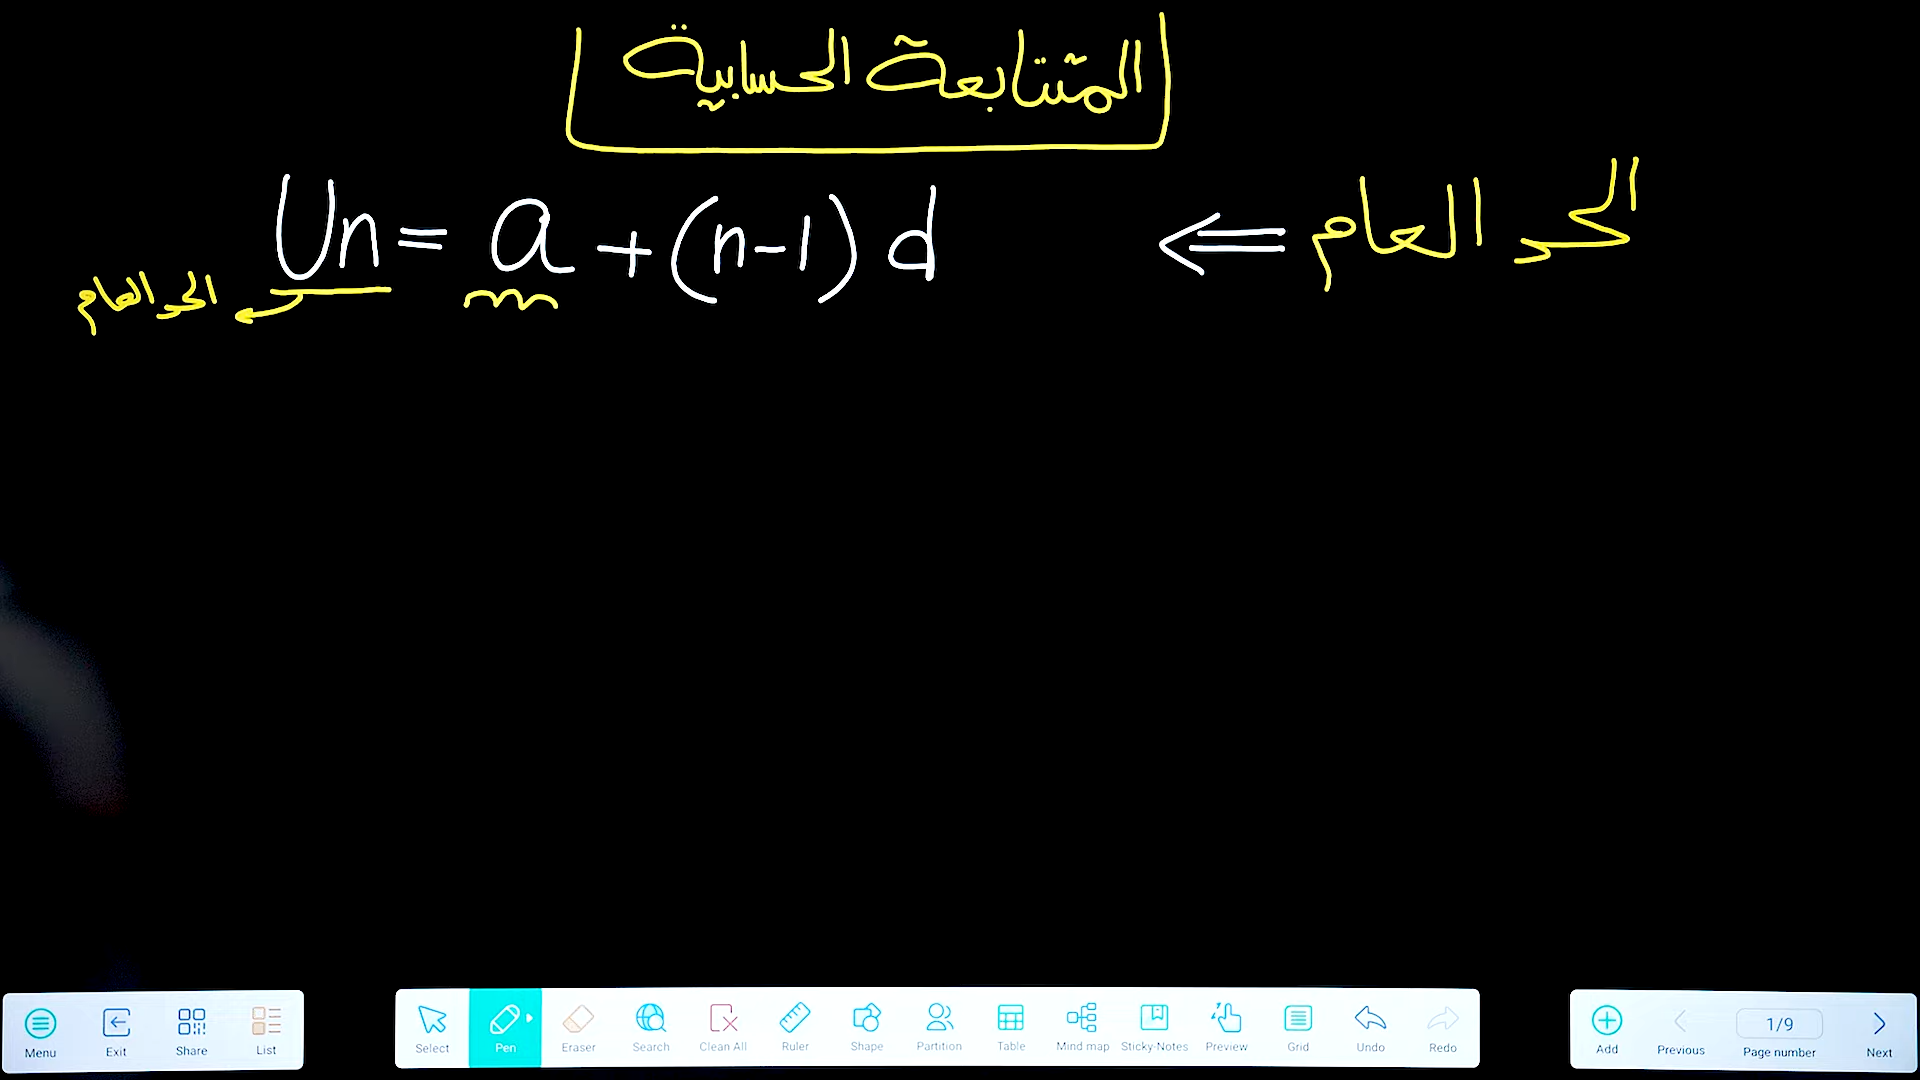 المتتابعة الحسابية
الحد العام ⇐ Un = a + (n-1) d
الحد العام
Menu Exit Share List
Select Pen Eraser Search Clean All Ruler Shape Partition Table Mind map Sticky-Notes Preview Grid Undo Redo
Add Previous 1/9 Page number Next